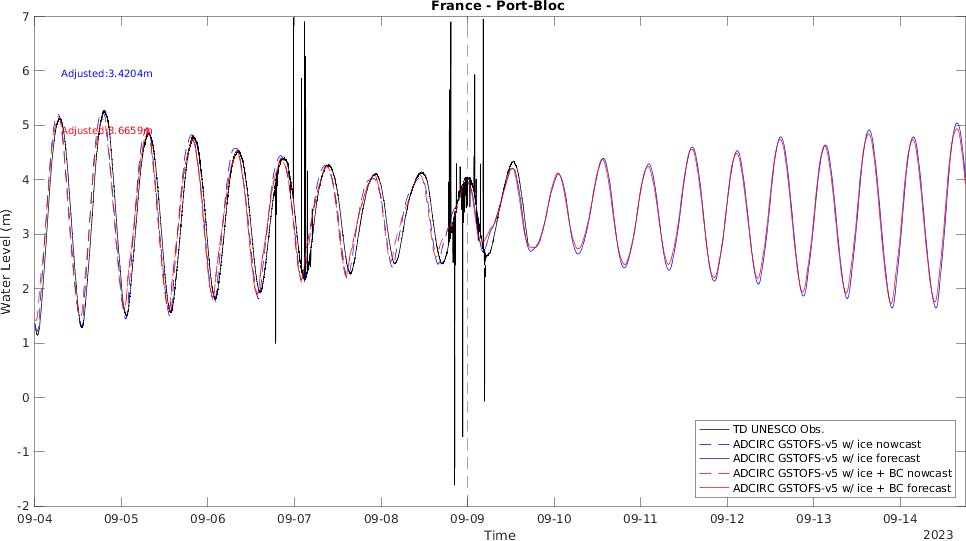 France - Port-Bloc
7
6
5
4
3
2
1
0
-1
-2
Water Level (m)
Adjusted:3.4204m
Adjusted:3.6659m
TD UNESCO Obs.
ADCIRC GSTOFS-v5 w/ ice nowcast
ADCIRC GSTOFS-v5 w/ ice forecast
ADCIRC GSTOFS-v5 w/ ice + BC nowcast
ADCIRC GSTOFS-v5 w/ ice + BC forecast
09-04 09-05 09-06 09-07 09-08 09-09 09-10 09-11 09-12 09-13 09-14
Time
2023